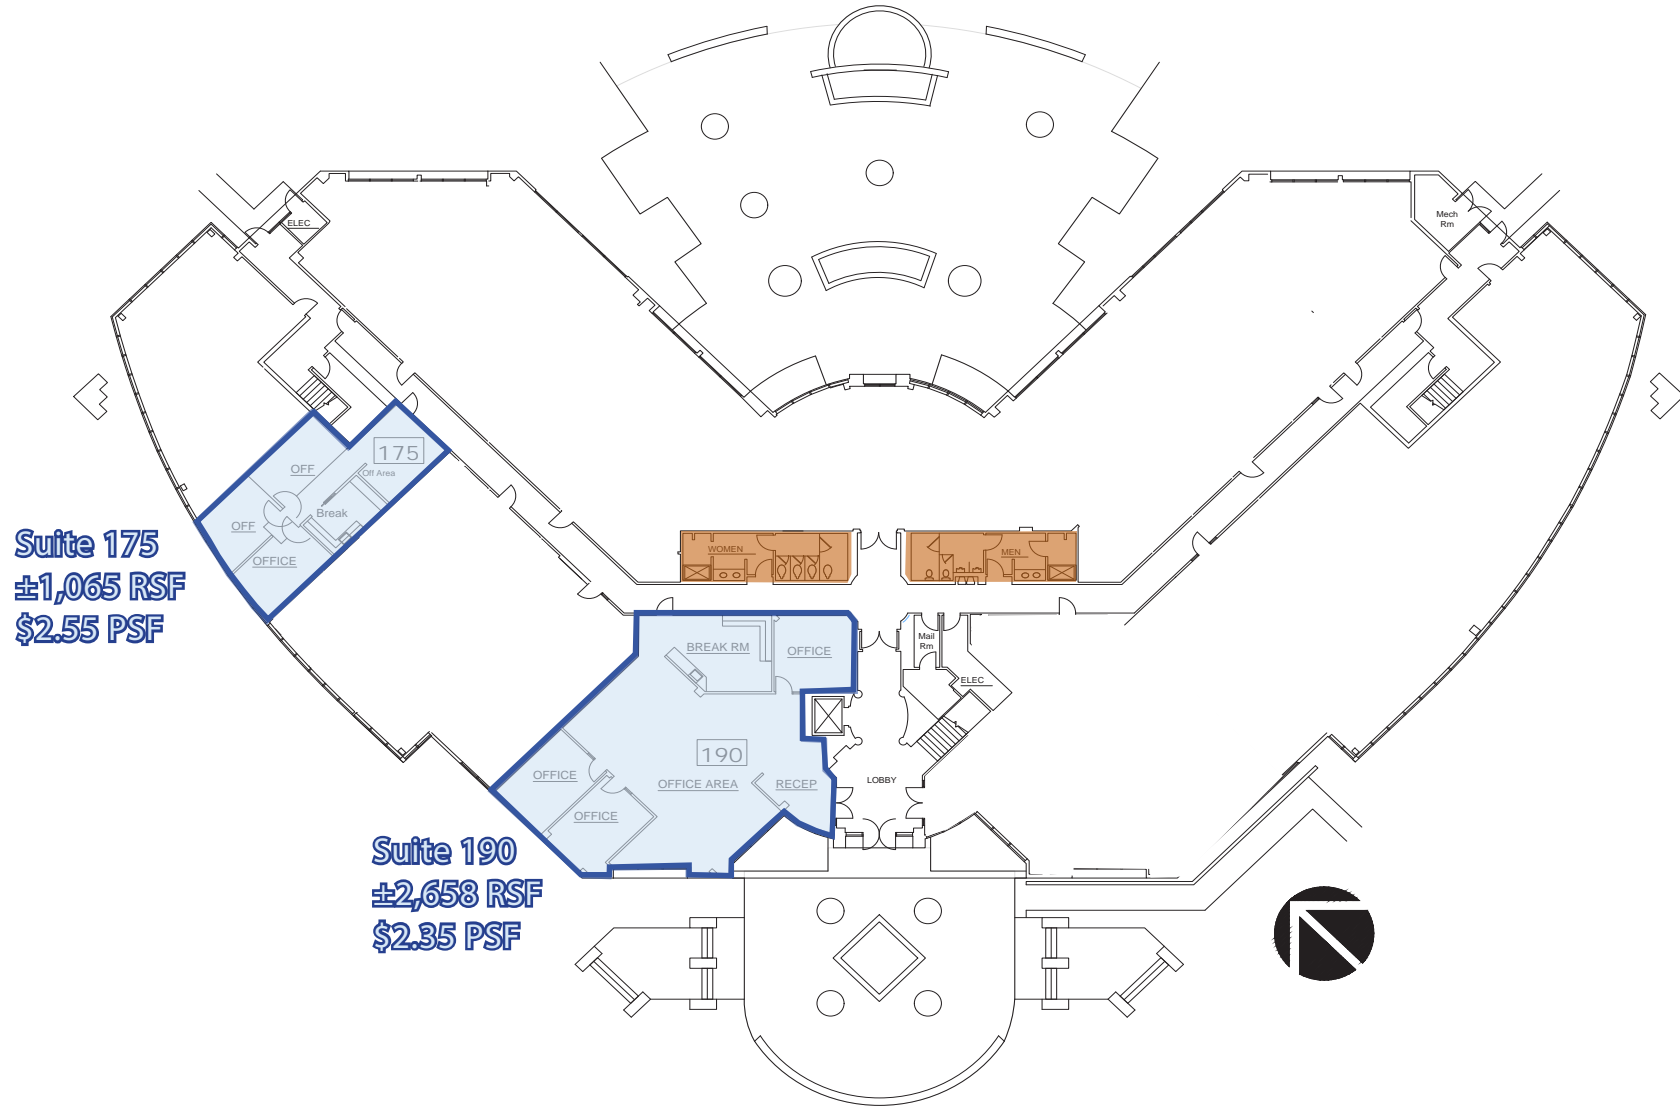 ELEC
Mech
Rm
175
OFF
Off Area
Break
OFF
OFFICE
Suite 175
±1,065 RSF
$2.55 PSF
WOMEN
MEN
BREAK RM
OFFICE
Mail
Rm
ELEC
190
OFFICE
OFFICE AREA
RECEP
LOBBY
OFFICE
Suite 190
±2,658 RSF
$2.35 PSF